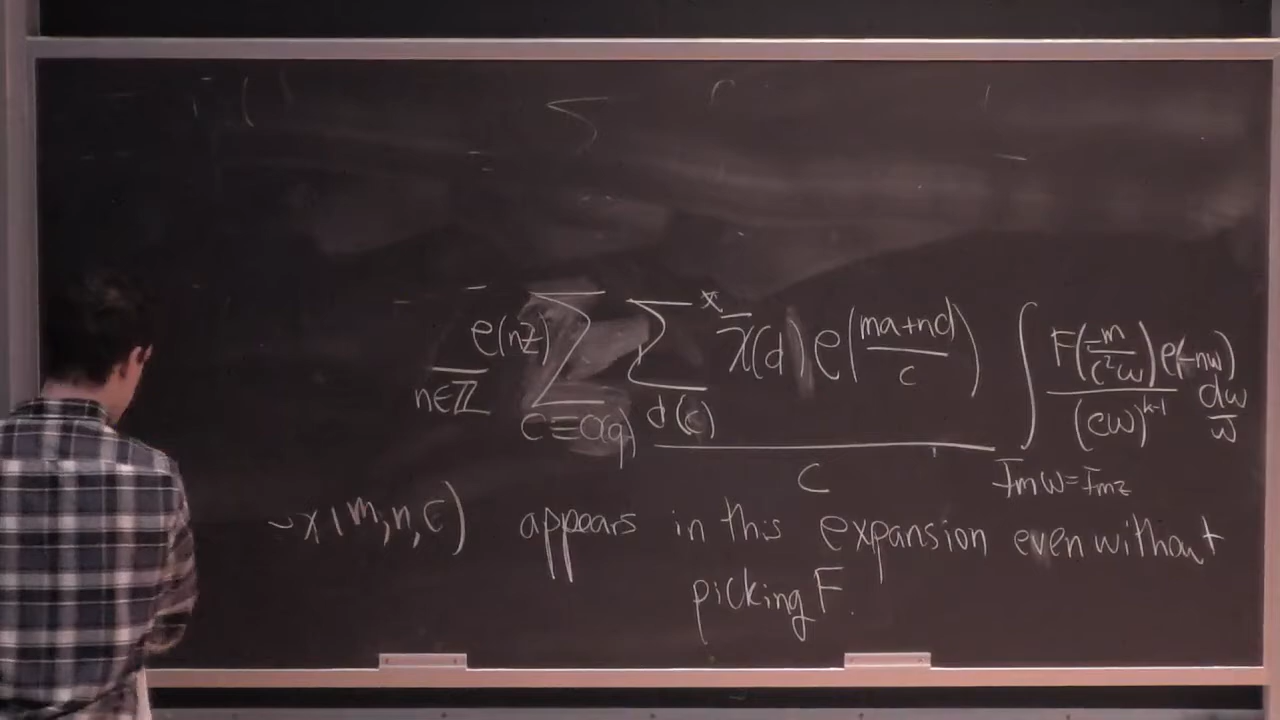 ∑_{n∈ℤ} e(nz) ∑_{c≡0(q)} ∑*_{d(c)} χ̄(d) e((ma+nd)/c) / c ∫_{Im w = Im z} F(-m/(c²w)) e(-nw) / (cw)^{k-1} dw/w
χ(m,n,c) appears in this expansion even without
picking F.